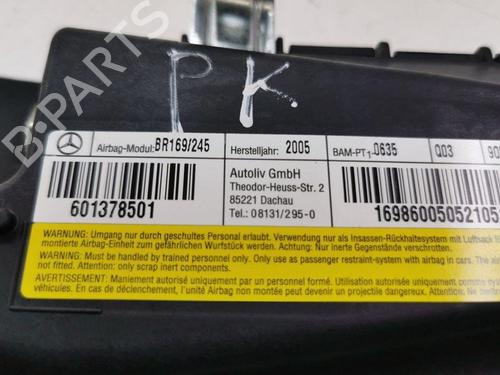 PK
B-Parts
Airbag-Modul: BR169/245
Herstelljahr: 2005
BAM-PT1-0635
Q03
601378501
Autoliv GmbH
Theodor-Heuss-Str. 2
85221 Dachau
Tel.: 08131/295-0
16986005052105
WARNUNG: Umgang nur durch geschultes Personal erlaubt. Verwendung nur als Insassen-Rückhaltesystem mit Luftsack
montierte Airbag-Einheit zum gefährlichen Wurfstück werden. Achtung: Nur inerte Gegenstände verschrotten.
WARNING: Must be handled by trained personnel only. Only use as passenger restraint-system with airbag in
Attention: only scrap inert components.
AVERTISSEMENT: Maniement autorisé uniquement par un personnel formé. Utilisation autorisée uniquement comme
véhicules. En cas de déclenchement, l'unité Airbag non montée peut devenir un projectile dangereux. Attention: N'éliminer